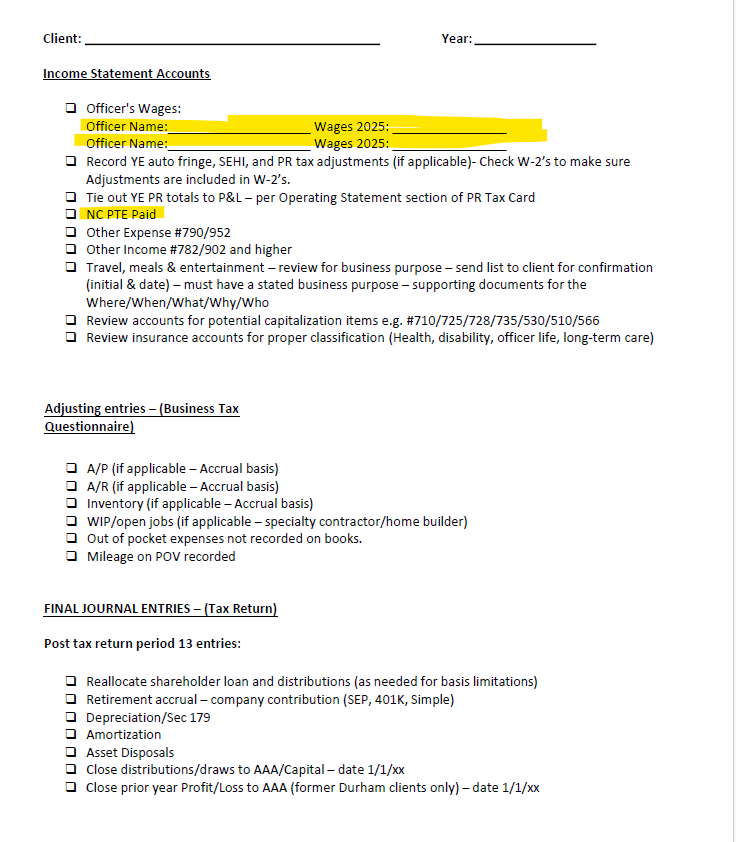 Client: ______________________ Year: ______________
Income Statement Accounts
❑ Officer's Wages:
Officer Name:____________________ Wages 2025: ________________
Officer Name:____________________ Wages 2025: ________________
❑ Record YE auto fringe, SEHI, and PR tax adjustments (if applicable)- Check W-2’s to make sure
Adjustments are included in W-2’s.
❑ Tie out YE PR totals to P&L – per Operating Statement section of PR Tax Card
❑ NC PTE Paid
❑ Other Expense #790/952
❑ Other Income #782/902 and higher
❑ Travel, meals & entertainment – review for business purpose – send list to client for confirmation
(initial & date) – must have a stated business purpose – supporting documents for the
Where/When/What/Why/Who
❑ Review accounts for potential capitalization items e.g. #710/725/728/735/530/510/566
❑ Review insurance accounts for proper classification (Health, disability, officer life, long-term care)
Adjusting entries – (Business Tax
Questionnaire)
❑ A/P (if applicable – Accrual basis)
❑ A/R (if applicable – Accrual basis)
❑ Inventory (if applicable – Accrual basis)
❑ WIP/open jobs (if applicable – specialty contractor/home builder)
❑ Out of pocket expenses not recorded on books.
❑ Mileage on POV recorded
FINAL JOURNAL ENTRIES – (Tax Return)
Post tax return period 13 entries:
❑ Reallocate shareholder loan and distributions (as needed for basis limitations)
❑ Retirement accrual – company contribution (SEP, 401K, Simple)
❑ Depreciation/Sec 179
❑ Amortization
❑ Asset Disposals
❑ Close distributions/draws to AAA/Capital – date 1/1/xx
❑ Close prior year Profit/Loss to AAA (former Durham clients only) – date 1/1/xx